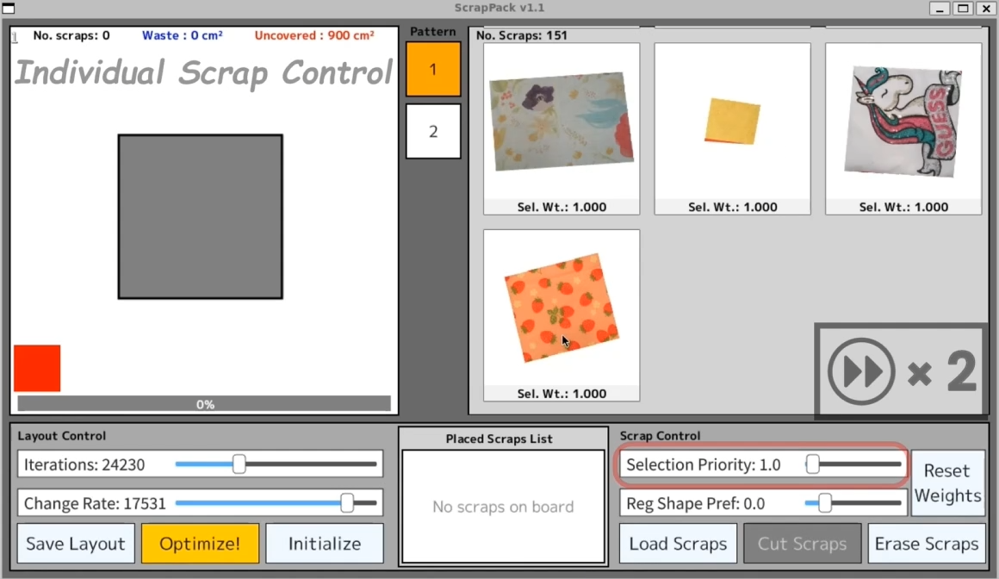 ScrapPack v1.1
No. scraps: 0 Waste : 0 cm² Uncovered : 900 cm²
Individual Scrap Control
0%
Pattern
1
2
No. Scraps: 151
GUESS
Sel. Wt.: 1.000
Sel. Wt.: 1.000
Sel. Wt.: 1.000
Sel. Wt.: 1.000
× 2
Layout Control
Iterations: 24230
Change Rate: 17531
Save Layout
Optimize!
Initialize
Placed Scraps List
No scraps on board
Scrap Control
Selection Priority: 1.0
Reg Shape Pref: 0.0
Reset
Weights
Load Scraps
Cut Scraps
Erase Scraps